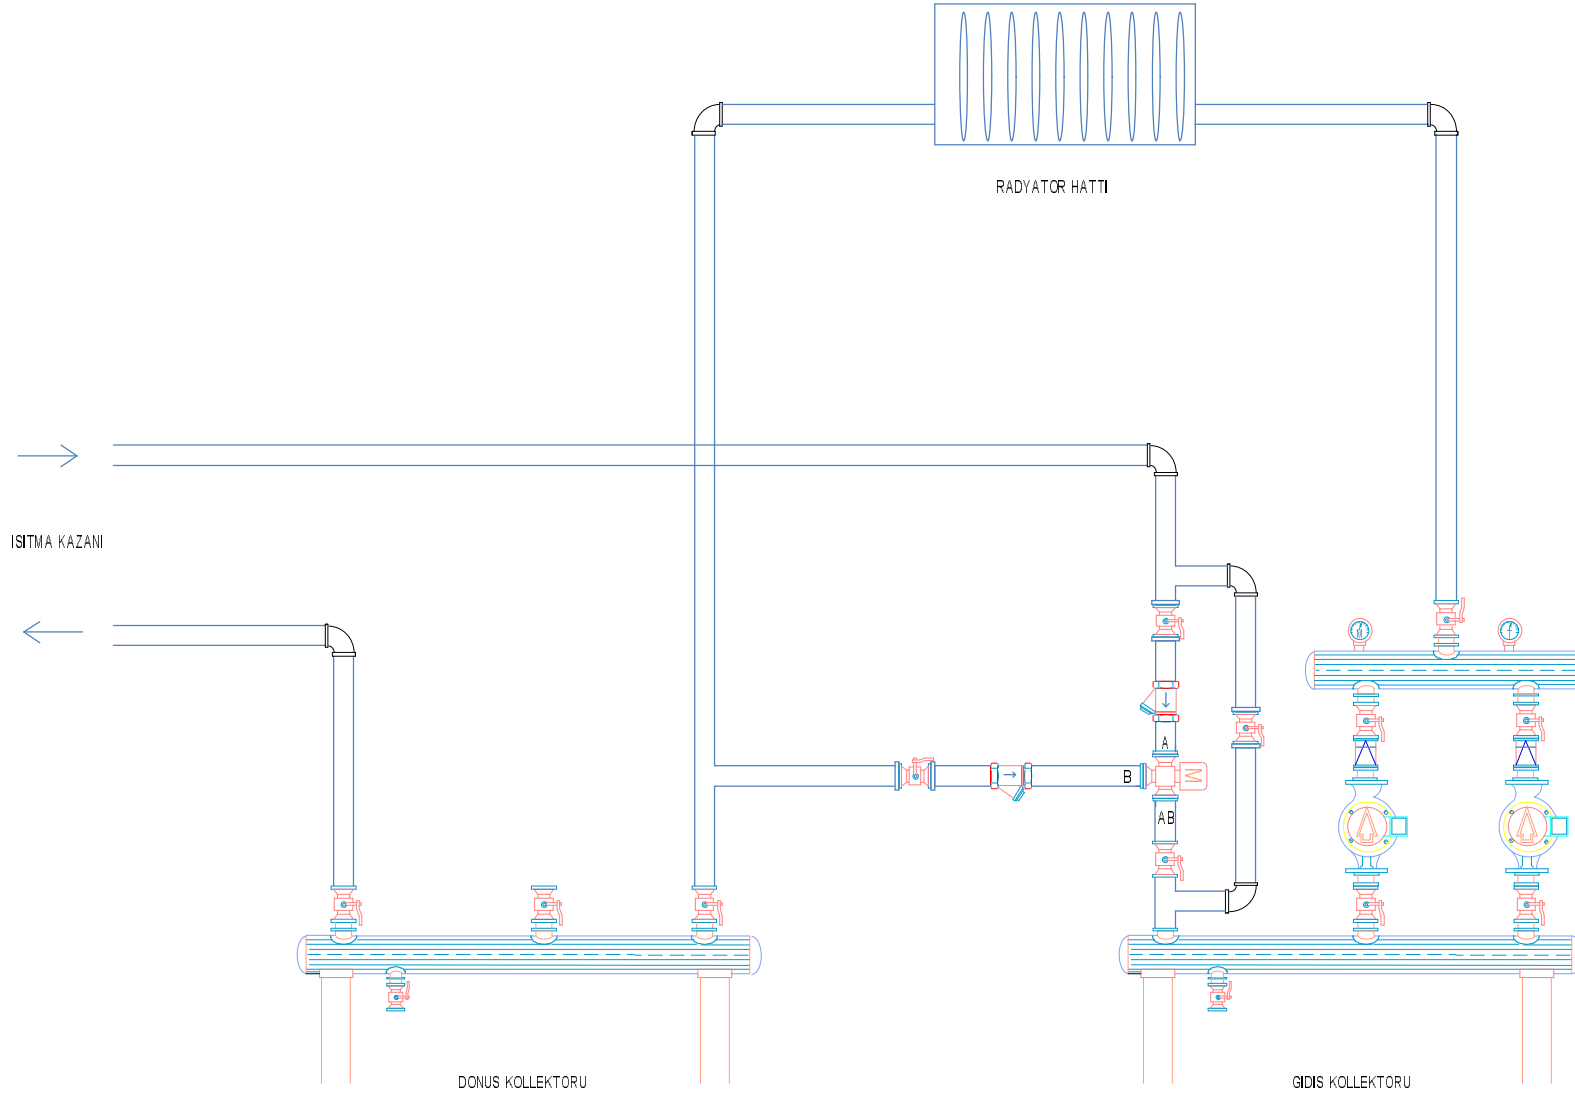 RADYATOR HATTI
ISITMA KAZANI
M
T
A
B
M
AB
DONUS KOLLEKTORU
GIDIS KOLLEKTORU